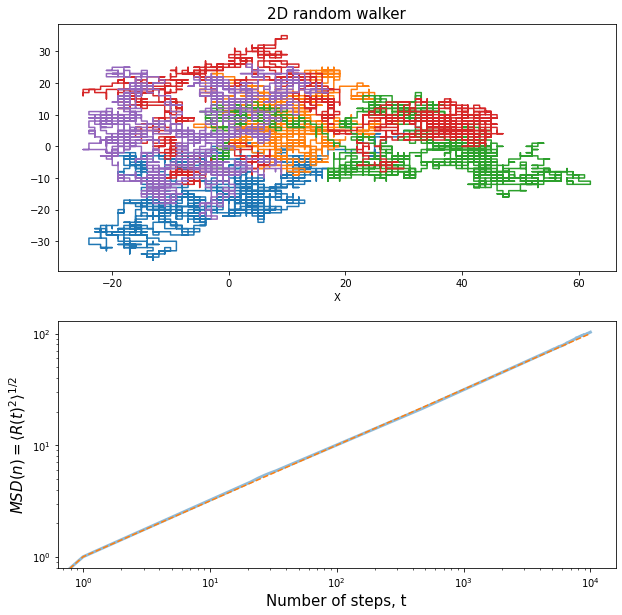 2D random walker
30
20
10
0
−10
−20
−30
−20 0 20 40 60
X
10²
10¹
10⁰
MSD(n) = ⟨R(t)²⟩^{1/2}
10⁰ 10¹ 10² 10³ 10⁴
Number of steps, t